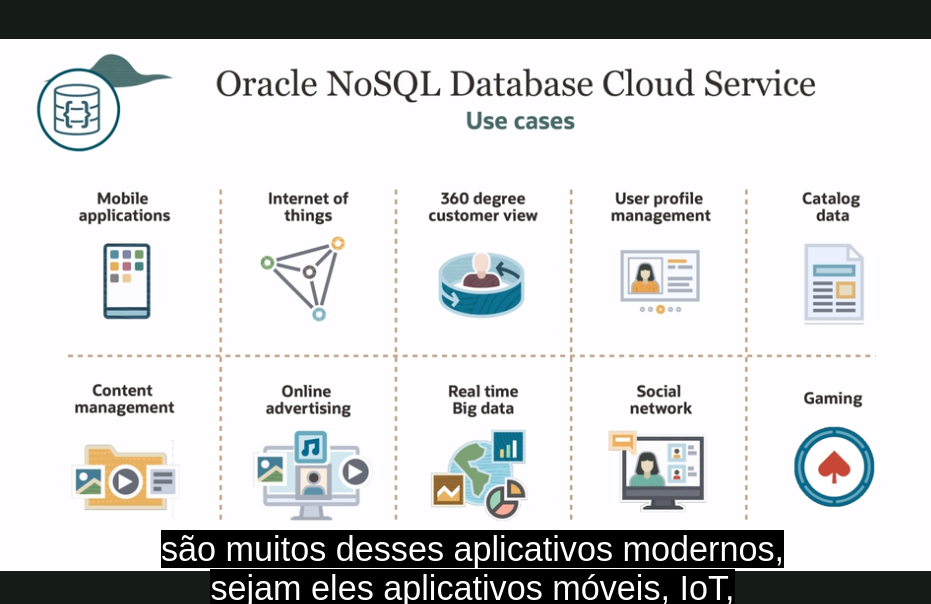 Oracle NoSQL Database Cloud Service
Use cases
Mobile
applications
Internet of
things
360 degree
customer view
User profile
management
Catalog
data
Content
management
Online
advertising
Real time
Big data
Social
network
Gaming
são muitos desses aplicativos modernos,
sejam eles aplicativos móveis, IoT,